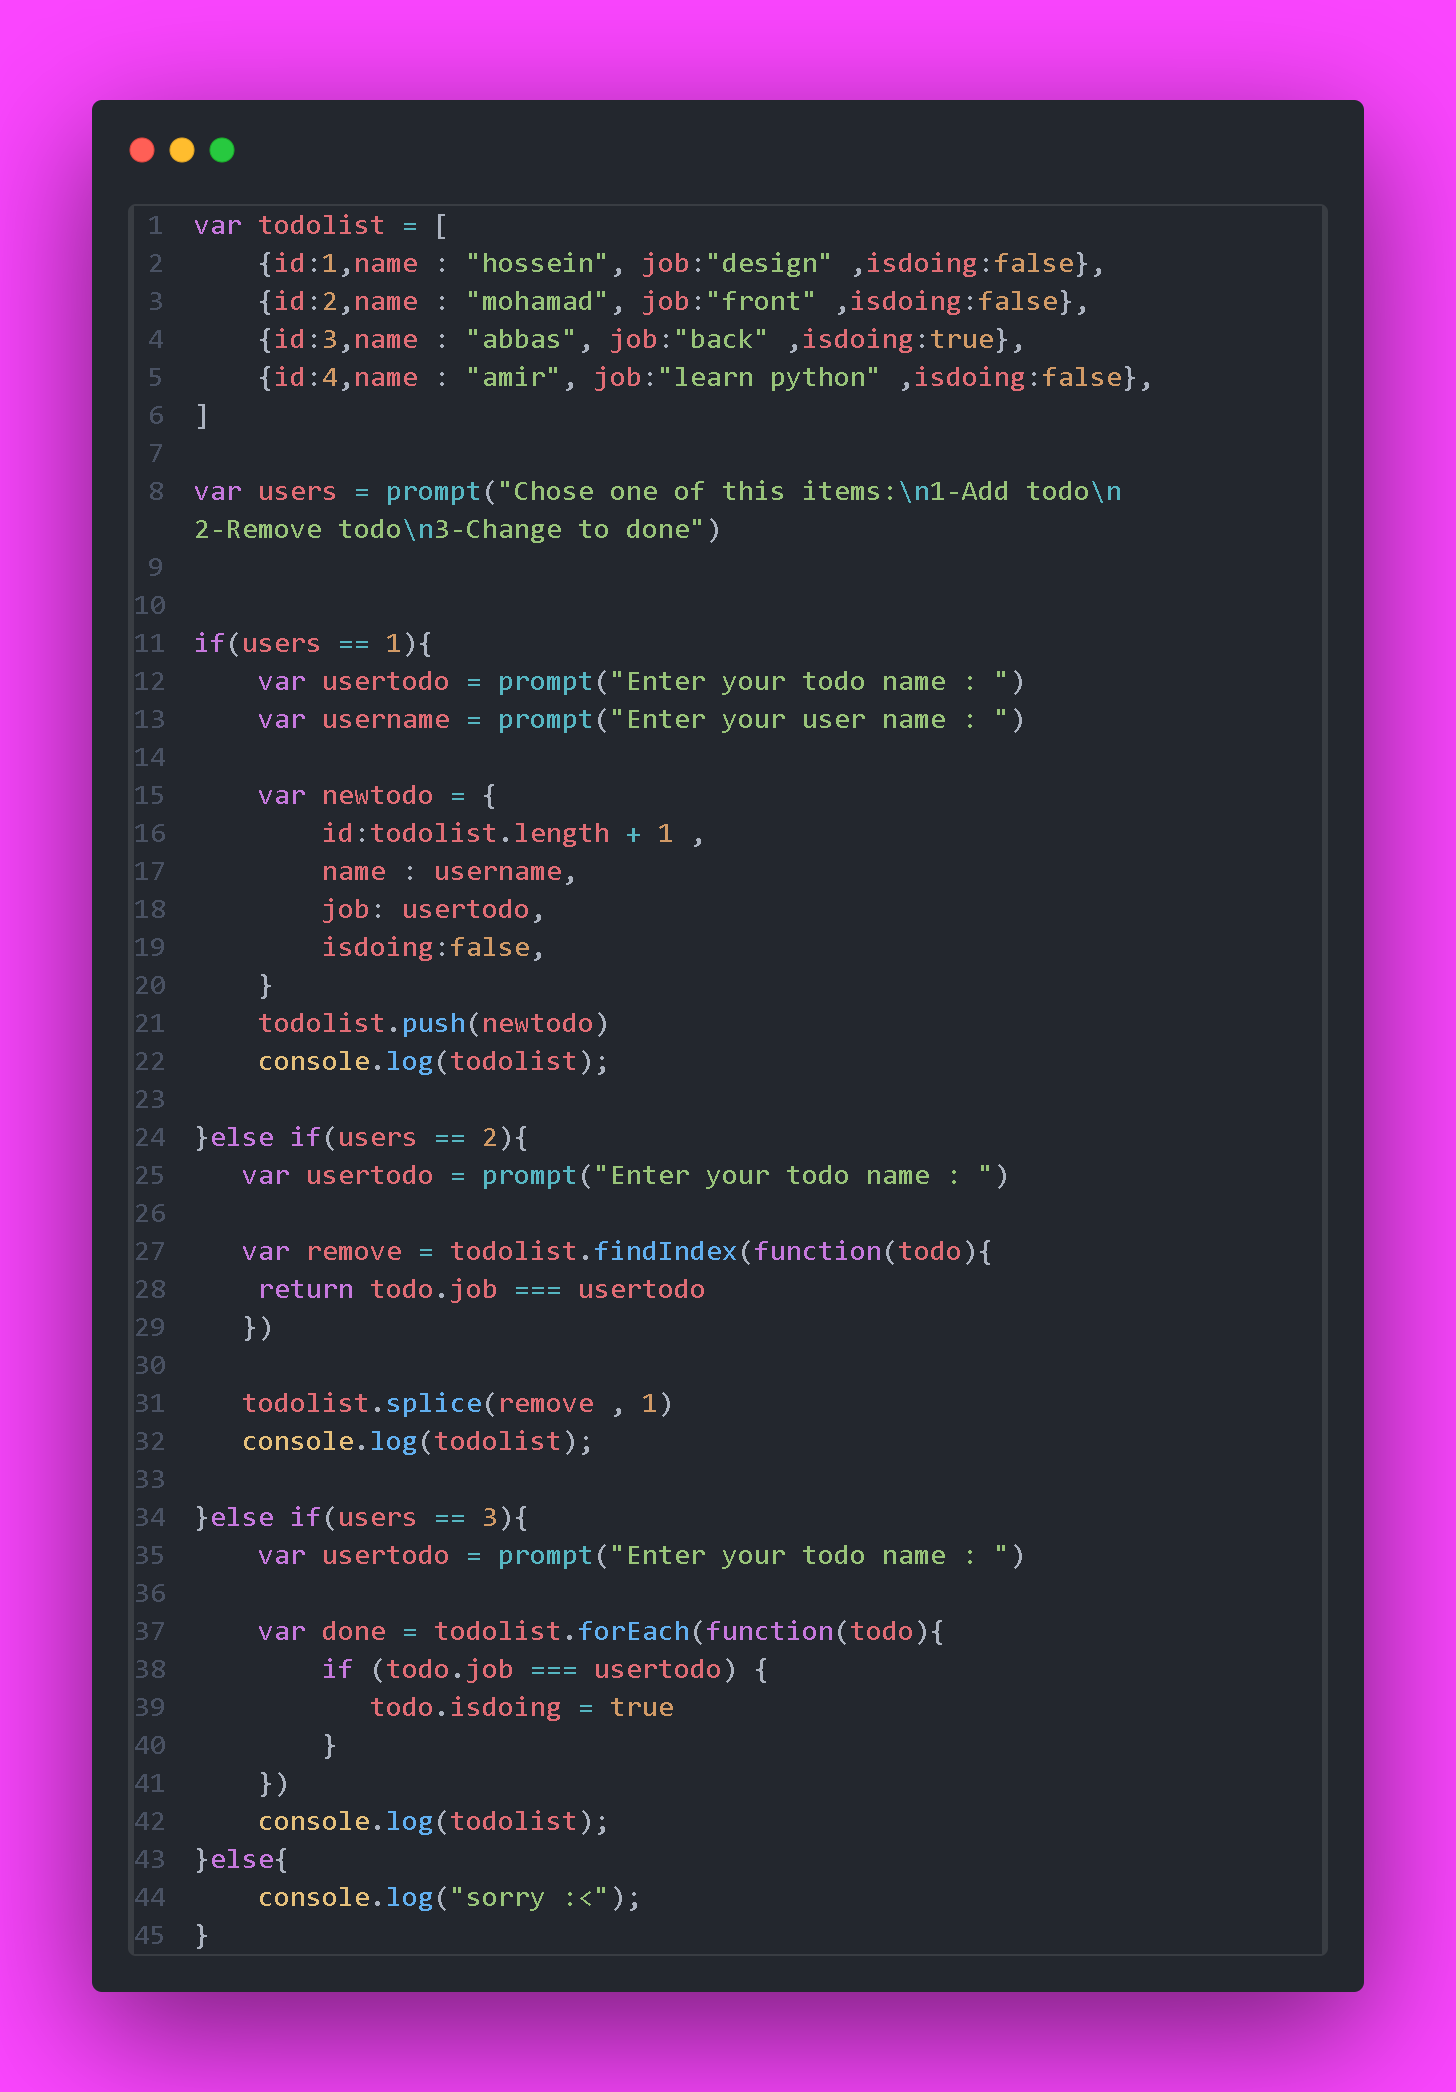 1 var todolist = [
2     {id:1,name : "hossein", job:"design" ,isdoing:false},
3     {id:2,name : "mohamad", job:"front" ,isdoing:false},
4     {id:3,name : "abbas", job:"back" ,isdoing:true},
5     {id:4,name : "amir", job:"learn python" ,isdoing:false},
6 ]
7
8 var users = prompt("Chose one of this items:\n1-Add todo\n
2-Remove todo\n3-Change to done")
9
10
11 if(users == 1){
12     var usertodo = prompt("Enter your todo name : ")
13     var username = prompt("Enter your user name : ")
14
15     var newtodo = {
16         id:todolist.length + 1 ,
17         name : username,
18         job: usertodo,
19         isdoing:false,
20     }
21     todolist.push(newtodo)
22     console.log(todolist);
23
24 }else if(users == 2){
25    var usertodo = prompt("Enter your todo name : ")
26
27    var remove = todolist.findIndex(function(todo){
28     return todo.job === usertodo
29    })
30
31    todolist.splice(remove , 1)
32    console.log(todolist);
33
34 }else if(users == 3){
35     var usertodo = prompt("Enter your todo name : ")
36
37     var done = todolist.forEach(function(todo){
38         if (todo.job === usertodo) {
39            todo.isdoing = true
40         }
41     })
42     console.log(todolist);
43 }else{
44     console.log("sorry :<");
45 }